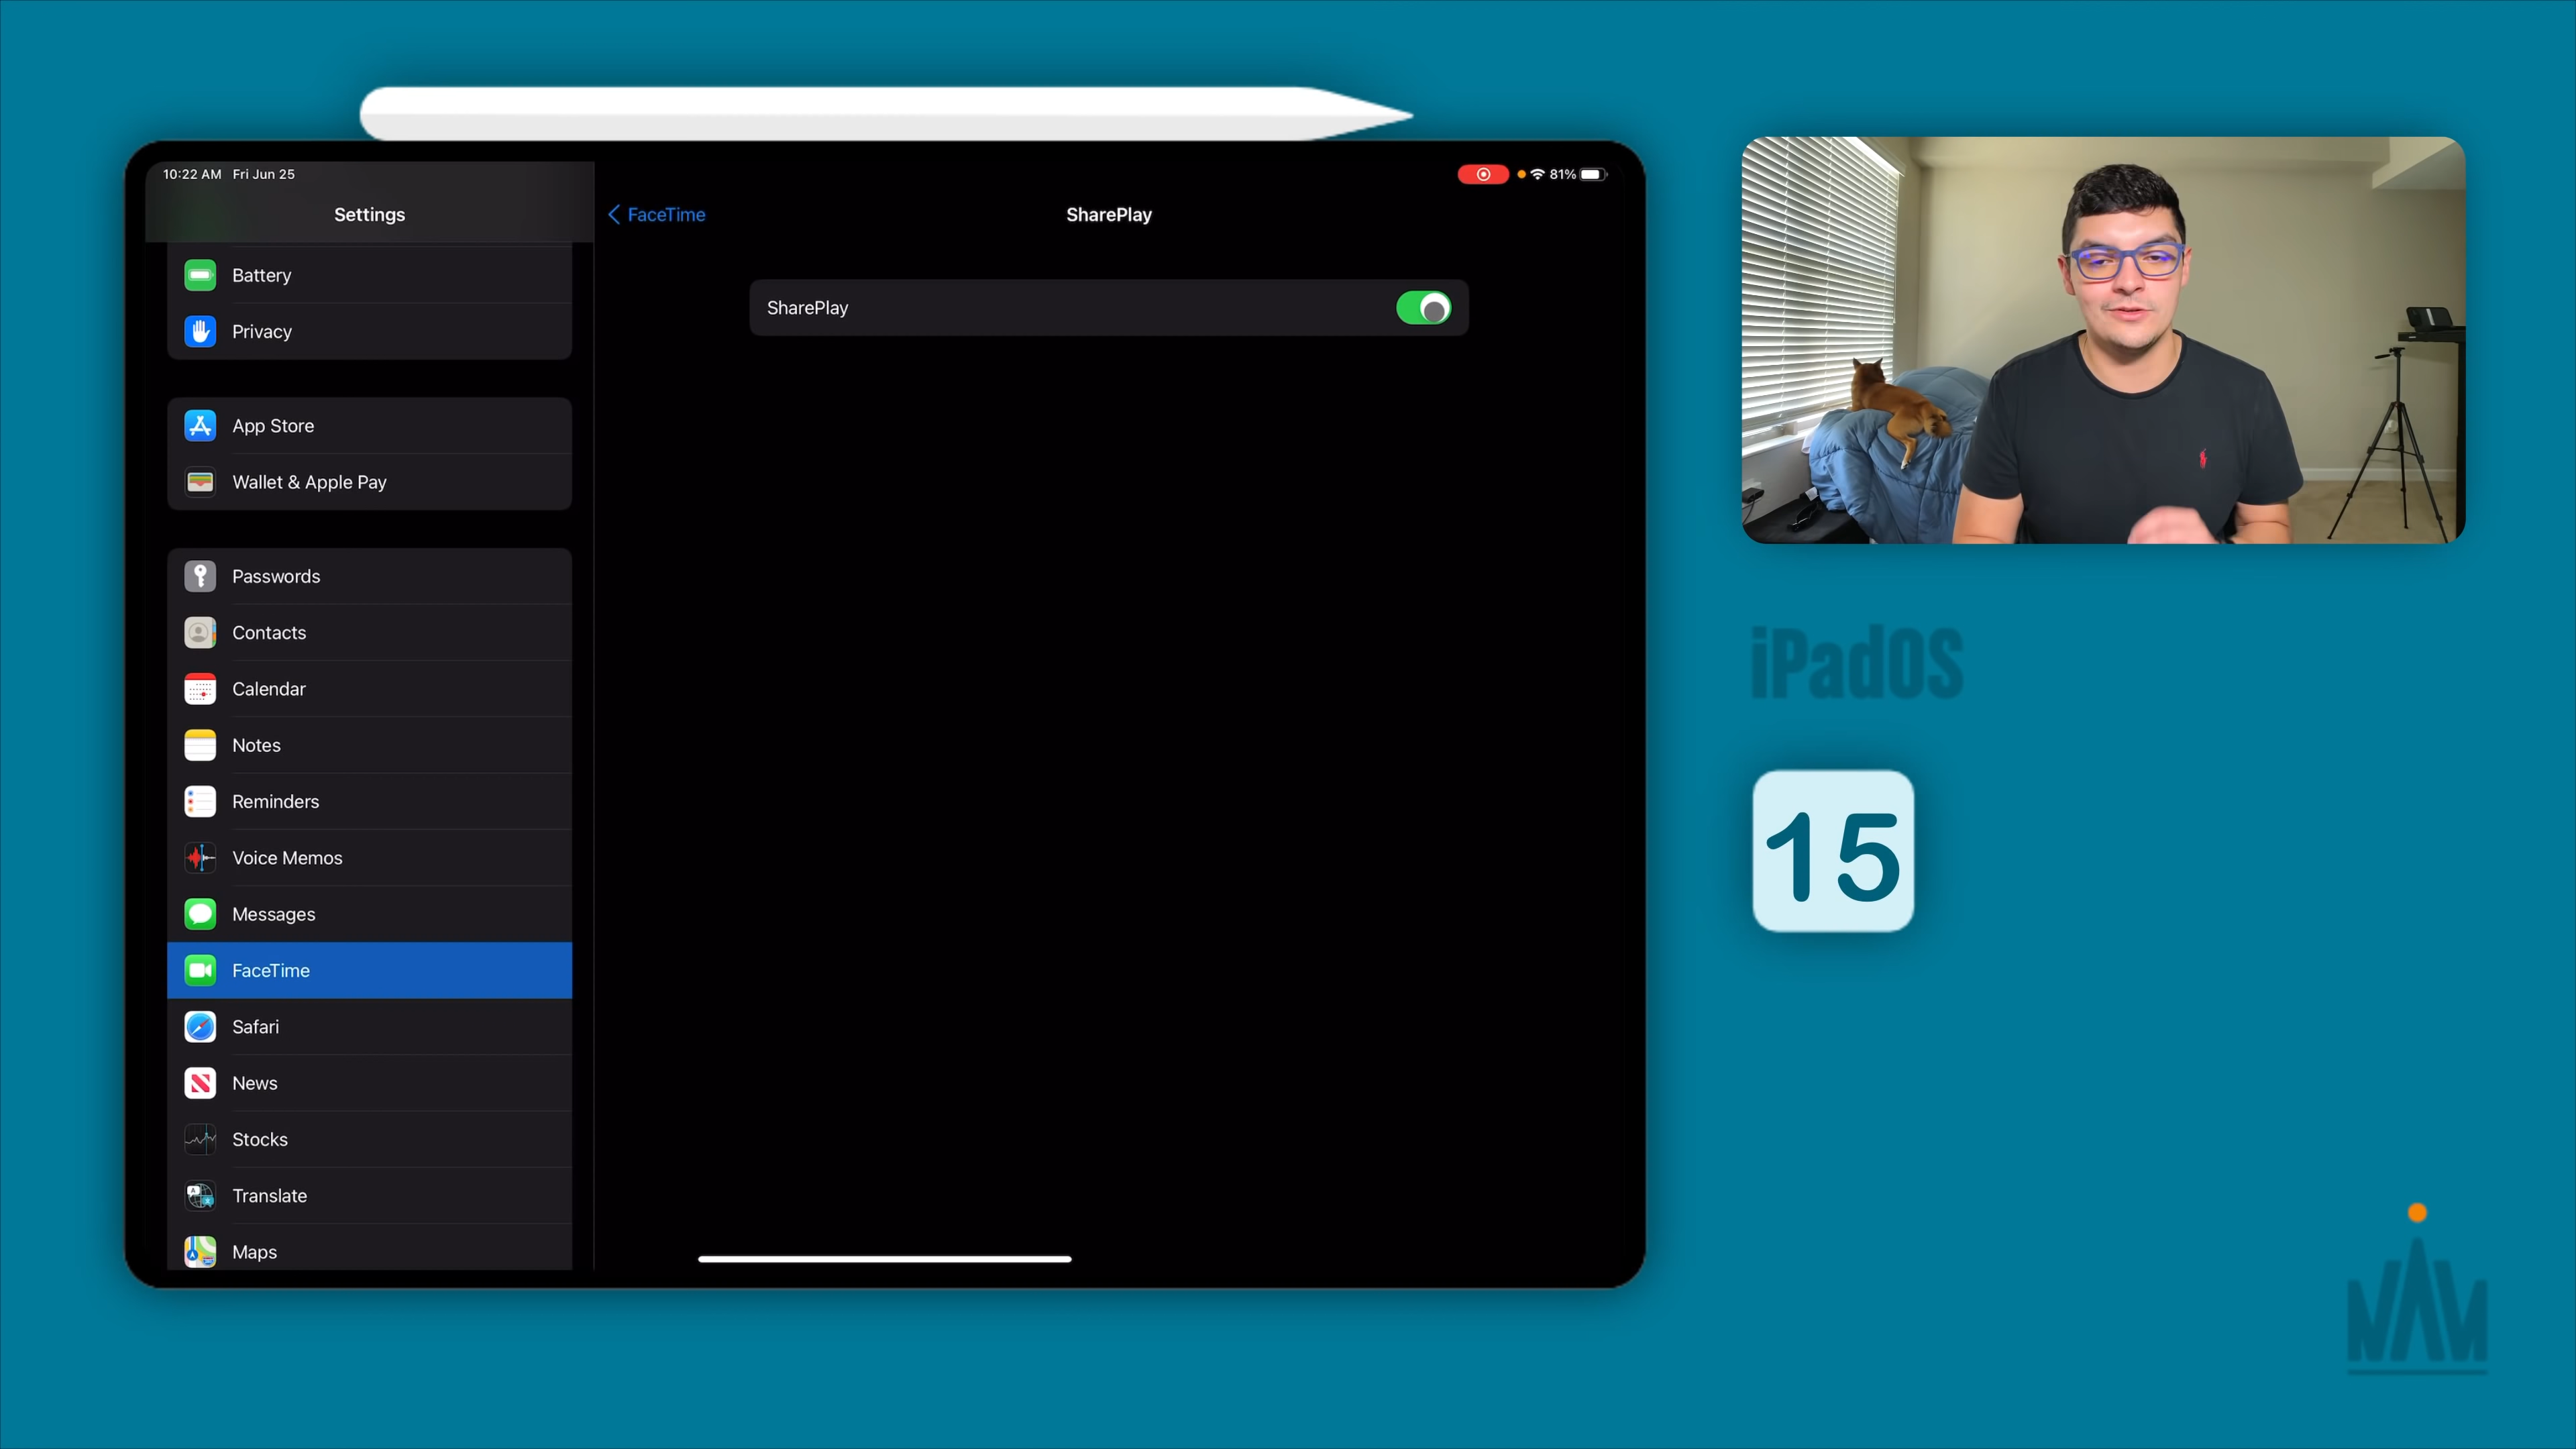 10:22 AM Fri Jun 25
81%
Settings
FaceTime
SharePlay
Battery
Privacy
SharePlay
App Store
Wallet & Apple Pay
Passwords
Contacts
Calendar
Notes
Reminders
Voice Memos
Messages
FaceTime
Safari
News
Stocks
Translate
Maps
iPadOS
15